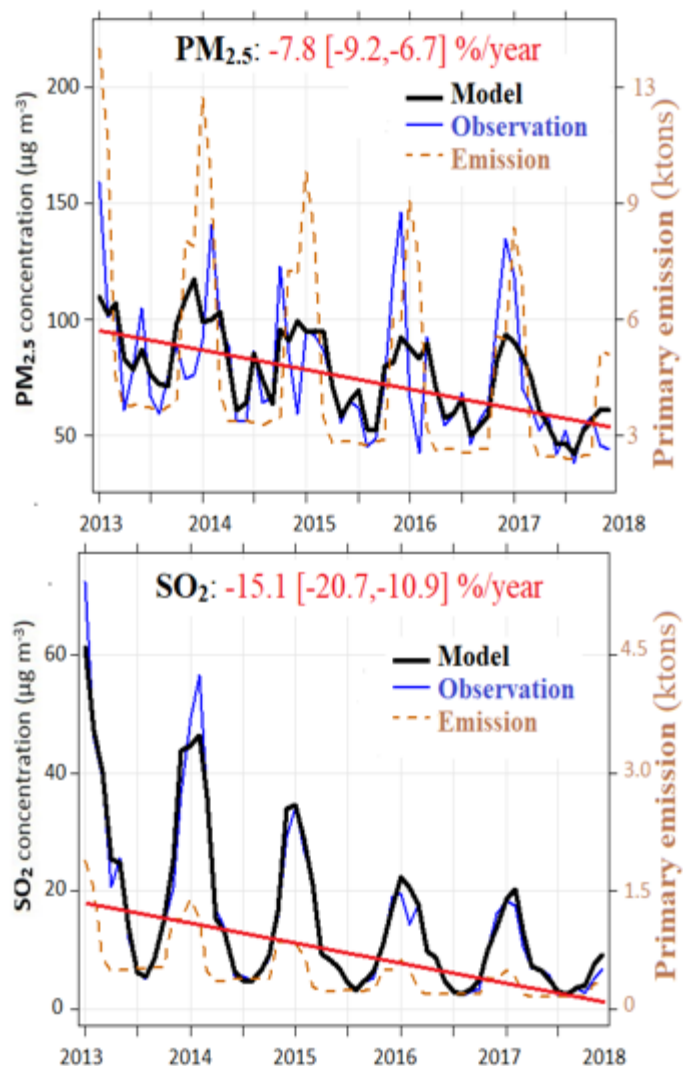 PM2.5: -7.8 [-9.2,-6.7] %/year
Model
Observation
Emission
PM2.5 concentration (µg m-3)
200
150
100
50
Primary emission (ktons)
13
9
6
3
2013 2014 2015 2016 2017 2018
SO2: -15.1 [-20.7,-10.9] %/year
Model
Observation
Emission
SO2 concentration (µg m-3)
60
40
20
0
Primary emission (ktons)
4.5
3.0
1.5
0
2013 2014 2015 2016 2017 2018